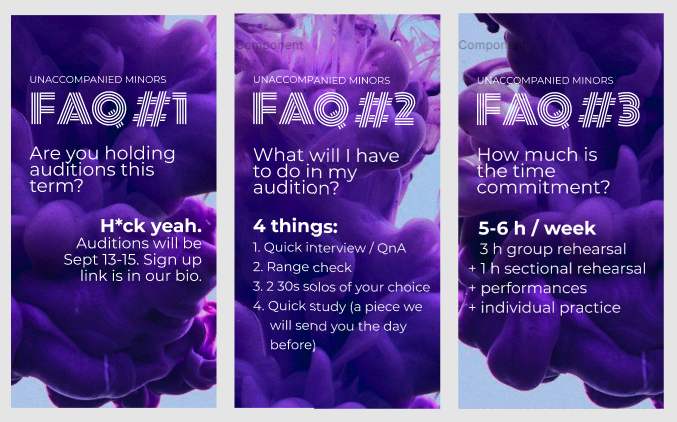 UNACCOMPANIED MINORS
FAQ #1
Are you holding
auditions this
term?
H*ck yeah.
Auditions will be
Sept 13-15. Sign up
link is in our bio.
Component
UNACCOMPANIED MINORS
FAQ #2
What will I have
to do in my
audition?
4 things:
1. Quick interview / QnA
2. Range check
3. 2 30s solos of your choice
4. Quick study (a piece we
will send you the day
before)
Component
UNACCOMPANIED MINORS
FAQ #3
How much is
the time
commitment?
5-6 h / week
3 h group rehearsal
+ 1 h sectional rehearsal
+ performances
+ individual practice